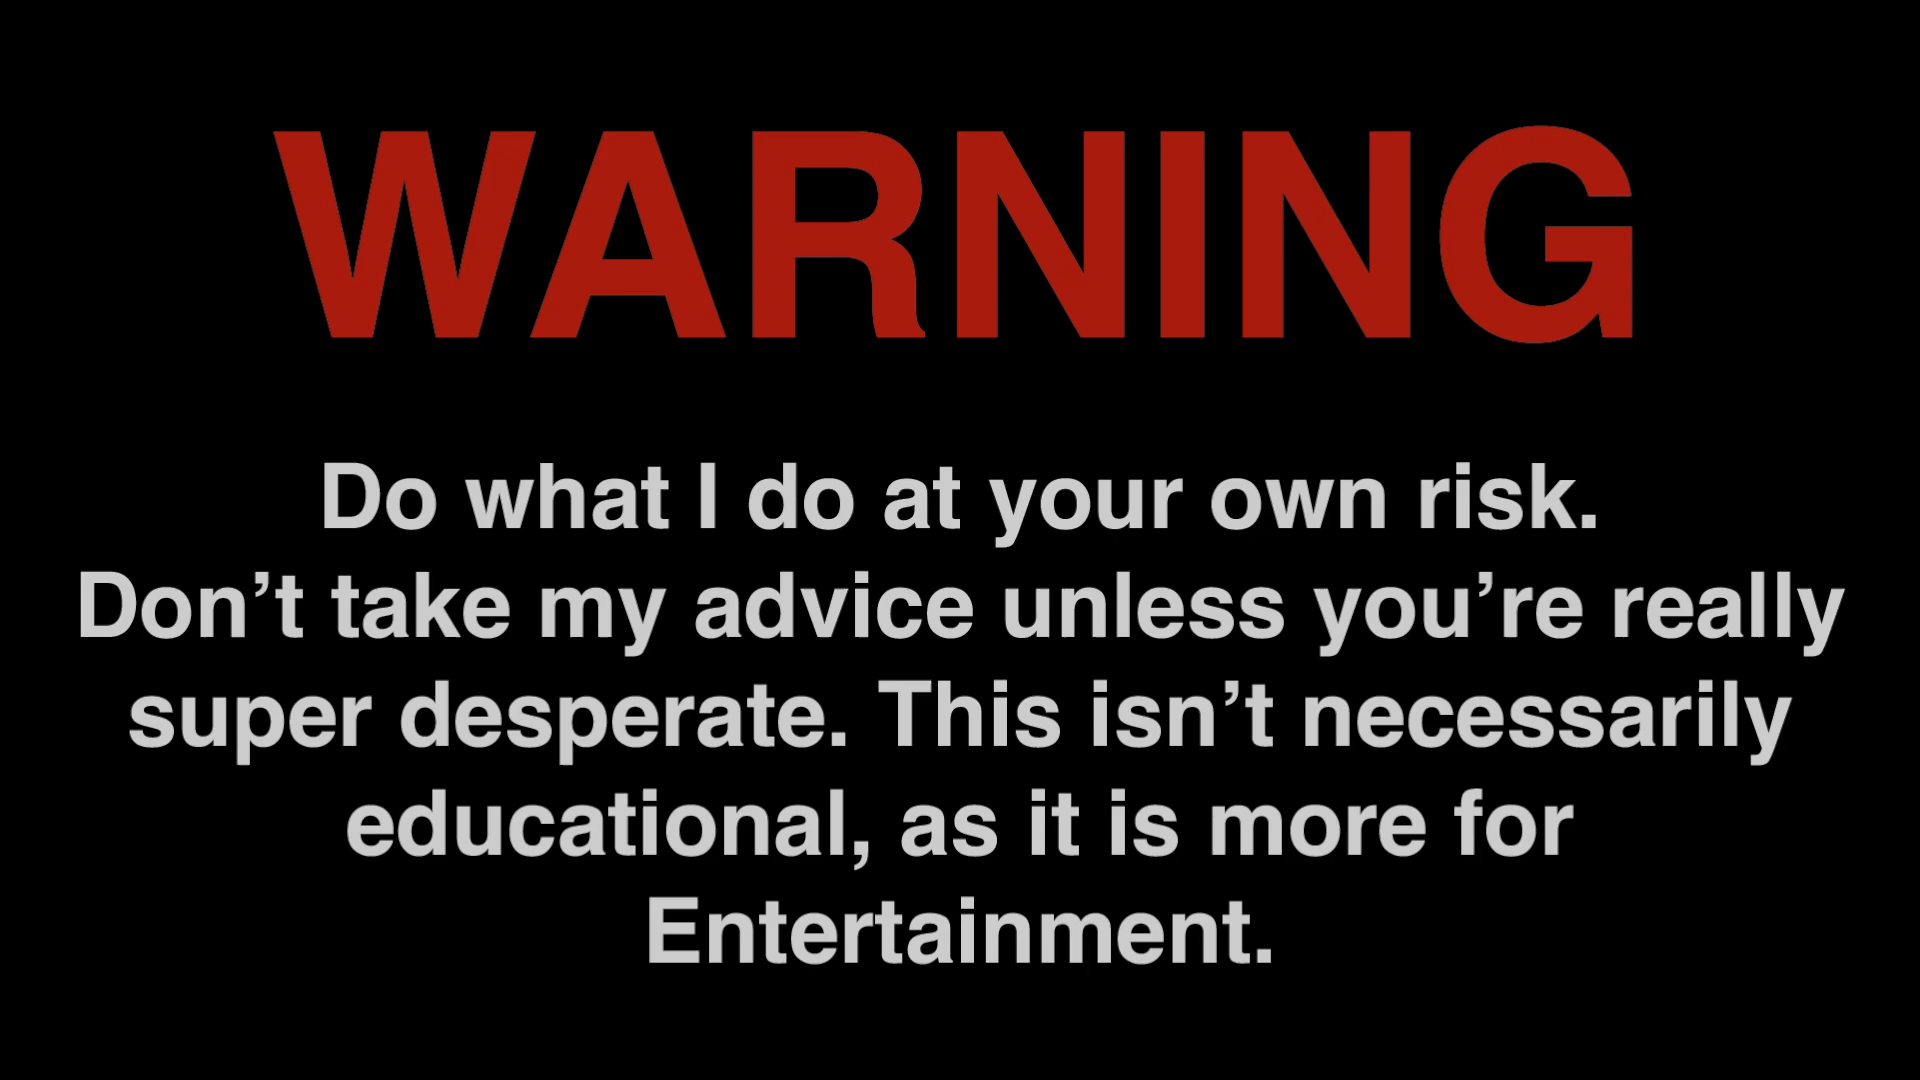 WARNING
Do what I do at your own risk.
Don’t take my advice unless you’re really
super desperate. This isn’t necessarily
educational, as it is more for
Entertainment.